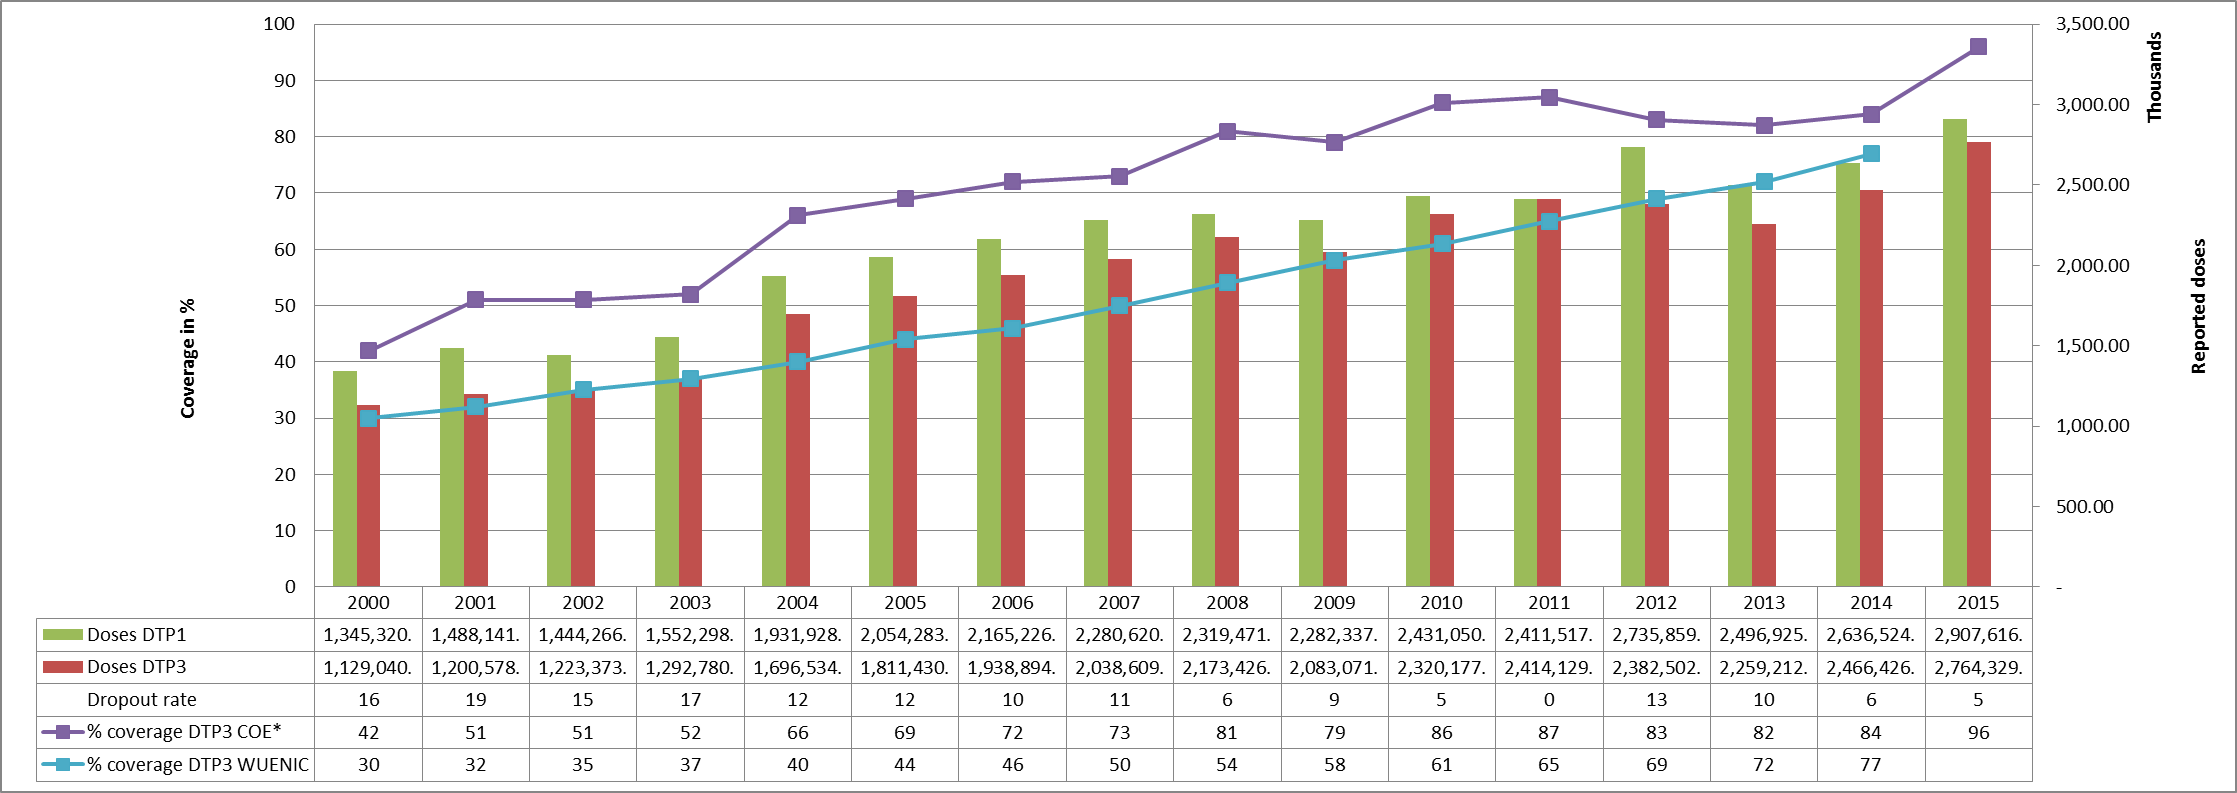 100
90
80
70
60
50
40
30
20
10
0
Coverage in %
3,500.00
3,000.00
2,500.00
2,000.00
1,500.00
1,000.00
500.00
-
Thousands
Reported doses
2000 2001 2002 2003 2004 2005 2006 2007 2008 2009 2010 2011 2012 2013 2014 2015
Doses DTP1 1,345,320. 1,488,141. 1,444,266. 1,552,298. 1,931,928. 2,054,283. 2,165,226. 2,280,620. 2,319,471. 2,282,337. 2,431,050. 2,411,517. 2,735,859. 2,496,925. 2,636,524. 2,907,616.
Doses DTP3 1,129,040. 1,200,578. 1,223,373. 1,292,780. 1,696,534. 1,811,430. 1,938,894. 2,038,609. 2,173,426. 2,083,071. 2,320,177. 2,414,129. 2,382,502. 2,259,212. 2,466,426. 2,764,329.
Dropout rate 16 19 15 17 12 12 10 11 6 9 5 0 13 10 6 5
% coverage DTP3 COE* 42 51 51 52 66 69 72 73 81 79 86 87 83 82 84 96
% coverage DTP3 WUENIC 30 32 35 37 40 44 46 50 54 58 61 65 69 72 77